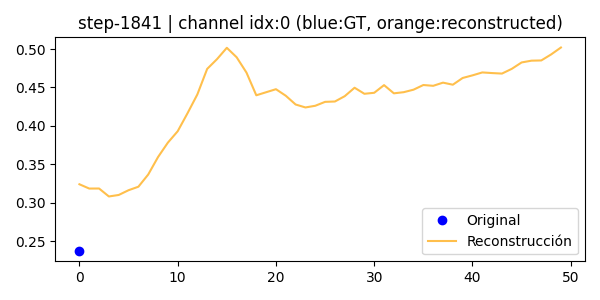 step-1841 | channel idx:0 (blue:GT, orange:reconstructed)
0.50
0.45
0.40
0.35
0.30
0.25
Original
Reconstrucción
0 10 20 30 40 50